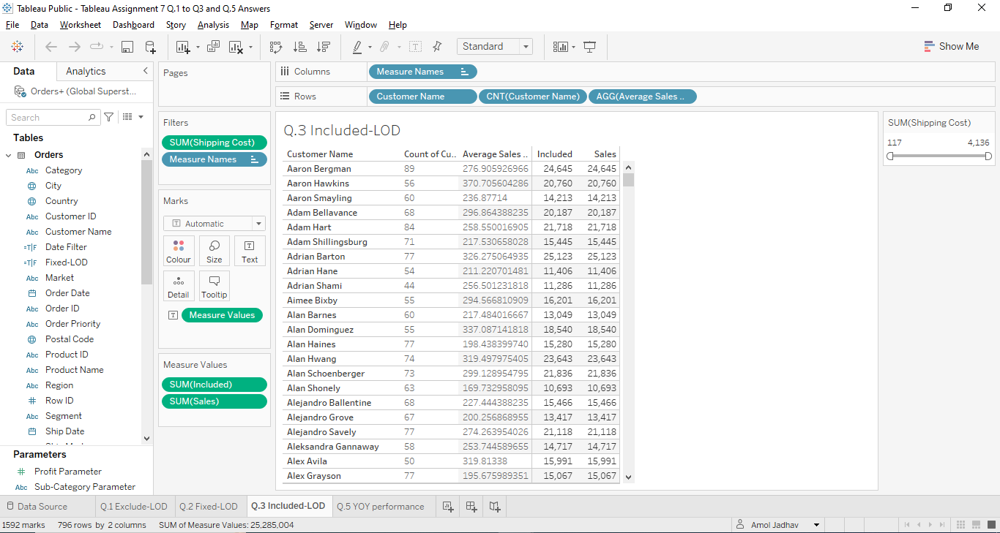 Tableau Public - Tableau Assignment 7 Q.1 to Q3 and Q.5 Answers
File Data Worksheet Dashboard Story Analysis Map Format Server Window Help
Standard
Show Me
Data Analytics
Orders+ (Global Superst...
Search
Tables
Orders
Abc Category
City
Country
Abc Customer ID
Abc Customer Name
=T|F Date Filter
=T|F Fixed-LOD
Abc Market
Order Date
Abc Order ID
Abc Order Priority
Postal Code
Abc Product ID
Abc Product Name
Abc Region
# Row ID
Abc Segment
Ship Date
Parameters
# Profit Parameter
Abc Sub-Category Parameter
Pages
Filters
SUM(Shipping Cost)
Measure Names
Marks
Automatic
Colour Size Text
Detail Tooltip
Measure Values
Measure Values
SUM(Included)
SUM(Sales)
Columns Measure Names
Rows Customer Name CNT(Customer Name) AGG(Average Sales ..
Q.3 Included-LOD
Customer Name Count of Cu.. Average Sales .. Included Sales
Aaron Bergman 89 276.905926966 24,645 24,645
Aaron Hawkins 56 370.705604286 20,760 20,760
Aaron Smayling 60 236.87714 14,213 14,213
Adam Bellavance 68 296.864388235 20,187 20,187
Adam Hart 84 258.550016905 21,718 21,718
Adam Shillingsburg 71 217.530658028 15,445 15,445
Adrian Barton 77 326.275064935 25,123 25,123
Adrian Hane 54 211.220701481 11,406 11,406
Adrian Shami 44 256.501231818 11,286 11,286
Aimee Bixby 55 294.566810909 16,201 16,201
Alan Barnes 60 217.484016667 13,049 13,049
Alan Dominguez 55 337.087141818 18,540 18,540
Alan Haines 77 198.438399740 15,280 15,280
Alan Hwang 74 319.497975405 23,643 23,643
Alan Schoenberger 73 299.128954795 21,836 21,836
Alan Shonely 63 169.732958095 10,693 10,693
Alejandro Ballentine 68 227.444388235 15,466 15,466
Alejandro Grove 67 200.256868955 13,417 13,417
Alejandro Savely 77 274.263954026 21,118 21,118
Aleksandra Gannaway 58 253.744589655 14,717 14,717
Alex Avila 50 319.81338 15,991 15,991
Alex Grayson 77 195.675989351 15,067 15,067
SUM(Shipping Cost)
117 4,136
Data Source Q.1 Exclude-LOD Q.2 Fixed-LOD Q.3 Included-LOD Q.5 YOY performance
1592 marks 796 rows by 2 columns SUM of Measure Values: 25,285,004 Amol Jadhav